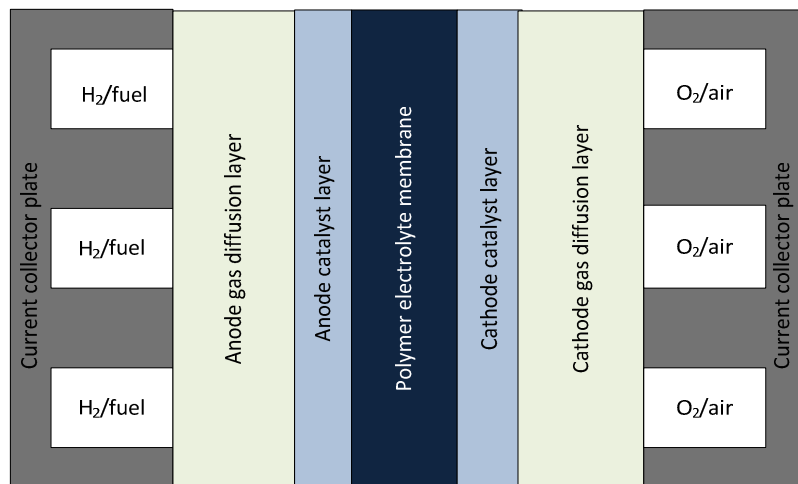 Current collector plate
H₂/fuel
H₂/fuel
H₂/fuel
Anode gas diffusion layer
Anode catalyst layer
Polymer electrolyte membrane
Cathode catalyst layer
Cathode gas diffusion layer
O₂/air
O₂/air
O₂/air
Current collector plate